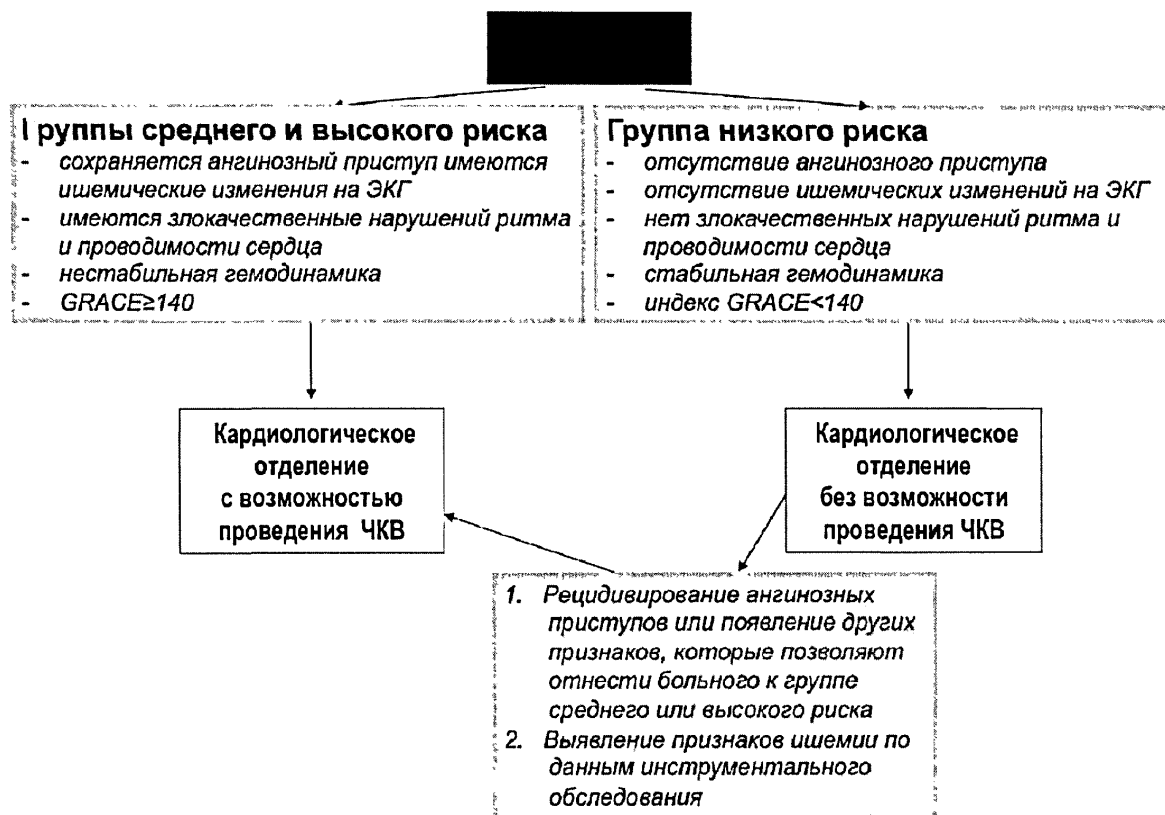 Группы среднего и высокого риска
- сохраняется ангинозный приступ имеются
ишемические изменения на ЭКГ
- имеются злокачественные нарушений ритма
и проводимости сердца
- нестабильная гемодинамика
- GRACE≥140
Группа низкого риска
- отсутствие ангинозного приступа
- отсутствие ишемических изменений на ЭКГ
- нет злокачественных нарушений ритма и
проводимости сердца
- стабильная гемодинамика
- индекс GRACE<140
Кардиологическое
отделение
с возможностью
проведения ЧКВ
Кардиологическое
отделение
без возможности
проведения ЧКВ
1. Рецидивирование ангинозных
приступов или появление других
признаков, которые позволяют
отнести больного к группе
среднего или высокого риска
2. Выявление признаков ишемии по
данным инструментального
обследования